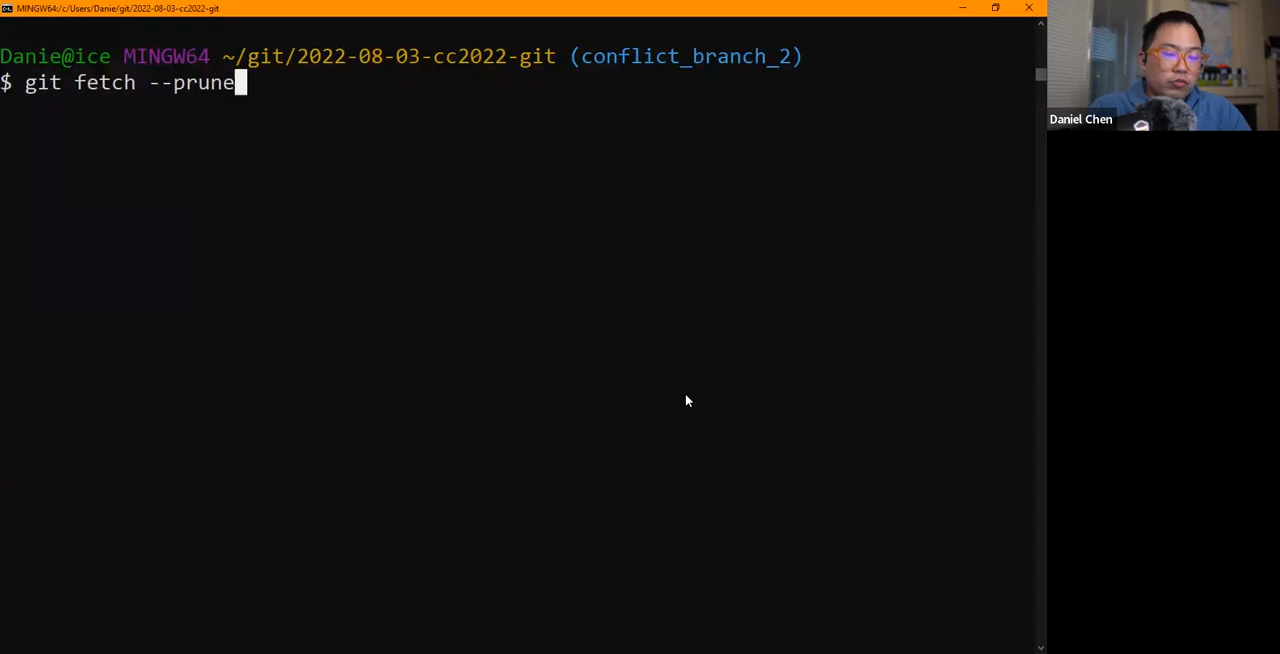 MINGW64:/c/Users/Danie/git/2022-08-03-cc2022-git
Danie@ice MINGW64 ~/git/2022-08-03-cc2022-git (conflict_branch_2)
$ git fetch --prune
Daniel Chen